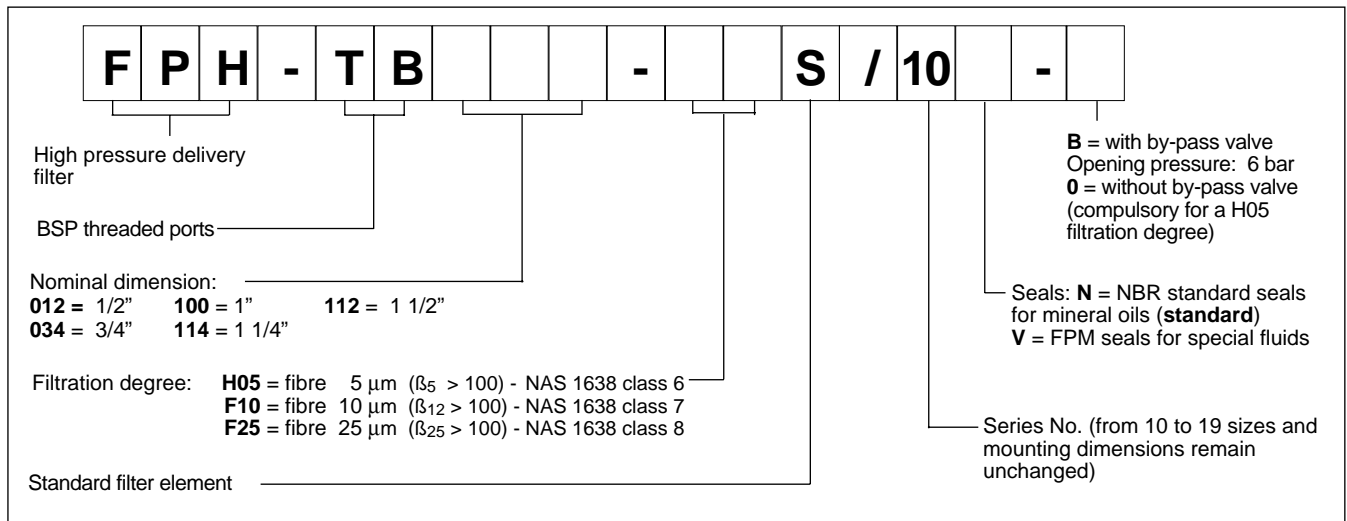 F P H - T B - S / 10 -
High pressure delivery
filter
BSP threaded ports
Nominal dimension:
012 = 1/2” 100 = 1” 112 = 1 1/2”
034 = 3/4” 114 = 1 1/4”
Filtration degree: H05 = fibre 5 µm (ß5 > 100) - NAS 1638 class 6
F10 = fibre 10 µm (ß12 > 100) - NAS 1638 class 7
F25 = fibre 25 µm (ß25 > 100) - NAS 1638 class 8
Standard filter element
B = with by-pass valve
Opening pressure: 6 bar
0 = without by-pass valve
(compulsory for a H05
filtration degree)
Seals: N = NBR standard seals
for mineral oils (standard)
V = FPM seals for special fluids
Series No. (from 10 to 19 sizes and
mounting dimensions remain
unchanged)